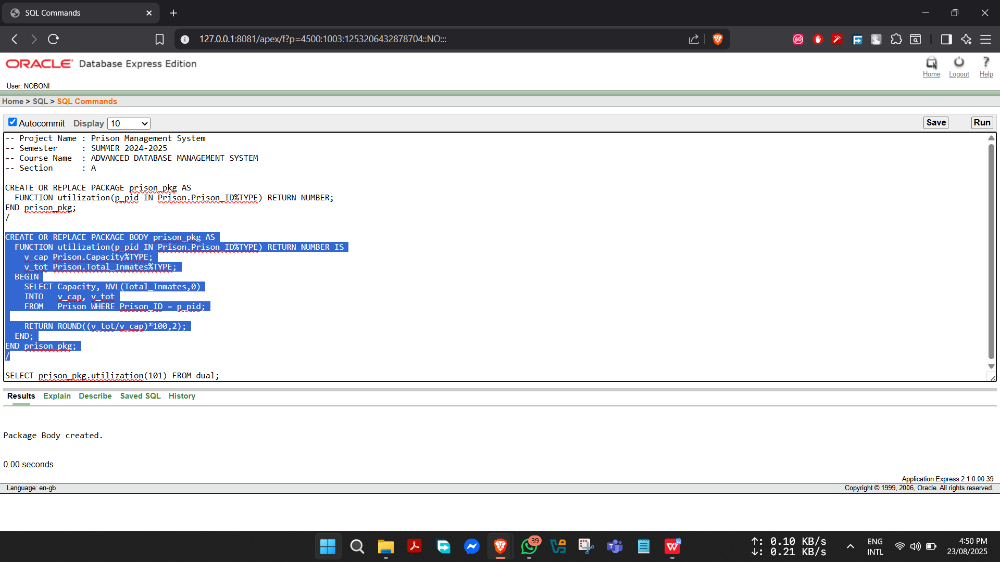 SQL Commands
127.0.0.1:8081/apex/f?p=4500:1003:1253206432878704::NO:::
ORACLE Database Express Edition
Home Logout Help
User: NOBONI
Home > SQL > SQL Commands
Autocommit Display 10 Save Run
-- Project Name : Prison Management System
-- Semester     : SUMMER 2024-2025
-- Course Name  : ADVANCED DATABASE MANAGEMENT SYSTEM
-- Section      : A
CREATE OR REPLACE PACKAGE prison_pkg AS
  FUNCTION utilization(p_pid IN Prison.Prison_ID%TYPE) RETURN NUMBER;
END prison_pkg;
/
CREATE OR REPLACE PACKAGE BODY prison_pkg AS
  FUNCTION utilization(p_pid IN Prison.Prison_ID%TYPE) RETURN NUMBER IS
    v_cap Prison.Capacity%TYPE;
    v_tot Prison.Total_Inmates%TYPE;
  BEGIN
    SELECT Capacity, NVL(Total_Inmates,0)
    INTO   v_cap, v_tot
    FROM   Prison WHERE Prison_ID = p_pid;
    RETURN ROUND((v_tot/v_cap)*100,2);
  END;
END prison_pkg;
/
SELECT prison_pkg.utilization(101) FROM dual;
Results Explain Describe Saved SQL History
Package Body created.
0.00 seconds
Application Express 2.1.0.00.39
Language: en-gb Copyright © 1999, 2006, Oracle. All rights reserved.
39
↑: 0.10 KB/s
↓: 0.21 KB/s
ENG
INTL
4:50 PM
23/08/2025